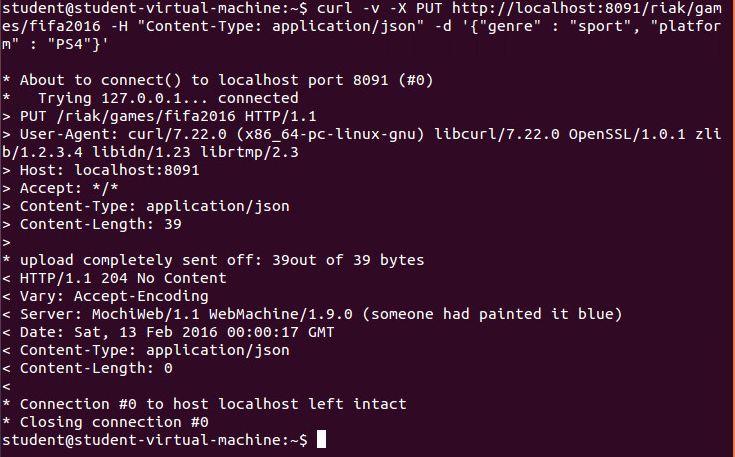 student@student-virtual-machine:~$ curl -v -X PUT http://localhost:8091/riak/gam
es/fifa2016 -H "Content-Type: application/json" -d '{"genre" : "sport", "platfor
m" : "PS4"}'
* About to connect() to localhost port 8091 (#0)
*   Trying 127.0.0.1... connected
> PUT /riak/games/fifa2016 HTTP/1.1
> User-Agent: curl/7.22.0 (x86_64-pc-linux-gnu) libcurl/7.22.0 OpenSSL/1.0.1 zli
b/1.2.3.4 libidn/1.23 librtmp/2.3
> Host: localhost:8091
> Accept: */*
> Content-Type: application/json
> Content-Length: 39
>
* upload completely sent off: 39out of 39 bytes
< HTTP/1.1 204 No Content
< Vary: Accept-Encoding
< Server: MochiWeb/1.1 WebMachine/1.9.0 (someone had painted it blue)
< Date: Sat, 13 Feb 2016 00:00:17 GMT
< Content-Type: application/json
< Content-Length: 0
<
* Connection #0 to host localhost left intact
* Closing connection #0
student@student-virtual-machine:~$